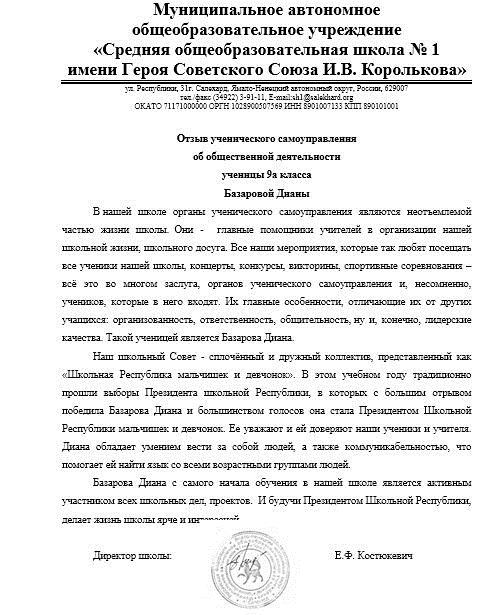 Муниципальное автономное
общеобразовательное учреждение
«Средняя общеобразовательная школа № 1
имени Героя Советского Союза И.В. Королькова»
ул. Республики, 31г. Салехард, Ямало-Ненецкий автономный округ, России, 629007
тел./факс (34922) 3-91-11, E-mail:sh1@salekhard.org
ОКАТО 71171000000 ОРГН 1028900507569 ИНН 8901007133 КПП 890101001
Отзыв ученического самоуправления
об общественной деятельности
ученицы 9а класса
Базаровой Дианы
В нашей школе органы ученического самоуправления являются неотъемлемой
частью жизни школы. Они - главные помощники учителей в организации нашей
школьной жизни, школьного досуга. Все наши мероприятия, которые так любят посещать
все ученики нашей школы, концерты, конкурсы, викторины, спортивные соревнования –
всё это во многом заслуга, органов ученического самоуправления и, несомненно,
учеников, которые в него входят. Их главные особенности, отличающие их от других
учащихся: организованность, ответственность, общительность, ну и, конечно, лидерские
качества. Такой ученицей является Базарова Диана.
Наш школьный Совет - сплочённый и дружный коллектив, представленный как
«Школьная Республика мальчишек и девчонок». В этом учебном году традиционно
прошли выборы Президента школьной Республики, в которых с большим отрывом
победила Базарова Диана и большинством голосов она стала Президентом Школьной
Республики мальчишек и девчонок. Её уважают и ей доверяют наши ученики и учителя.
Диана обладает умением вести за собой людей, а также коммуникабельностью, что
помогает ей найти язык со всеми возрастными группами людей.
Базарова Диана с самого начала обучения в нашей школе является активным
участником всех школьных дел, проектов. И будучи Президентом Школьной Республики,
делает жизнь школы ярче и интересней
Директор школы: Е.Ф. Костюкевич